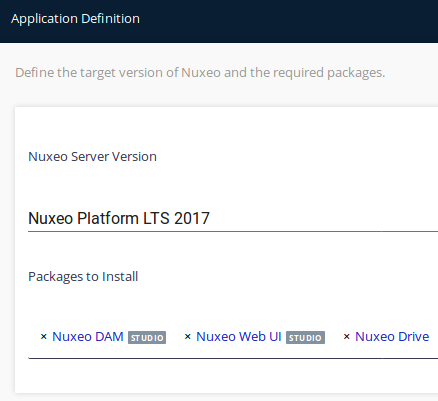 Application Definition
Define the target version of Nuxeo and the required packages.
Nuxeo Server Version
Nuxeo Platform LTS 2017
Packages to Install
× Nuxeo DAM STUDIO × Nuxeo Web UI STUDIO × Nuxeo Drive